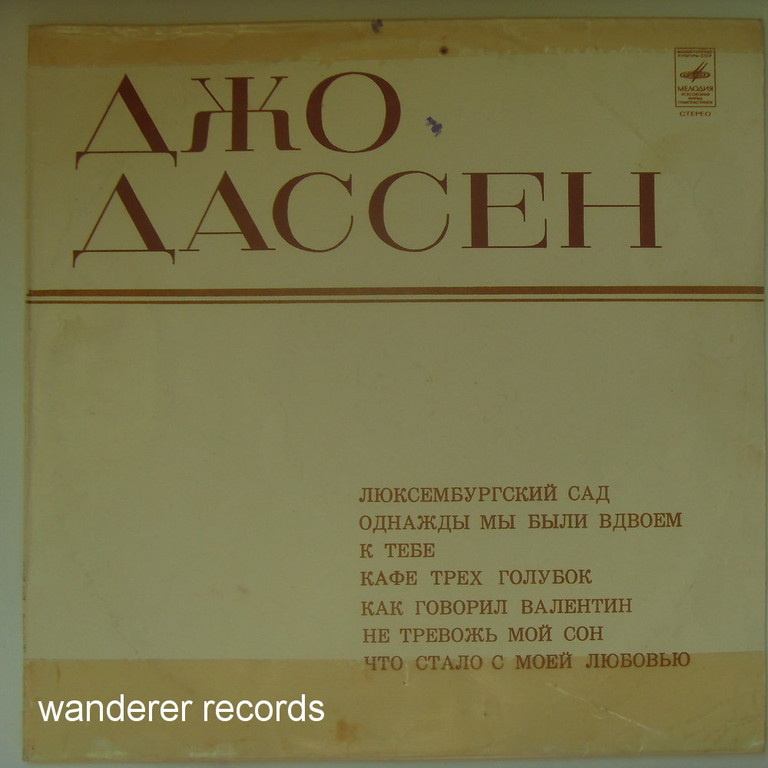 ДЖО
ДАССЕН
МЕЛОДИЯ
СТЕРЕО
ЛЮКСЕМБУРГСКИЙ САД
ОДНАЖДЫ МЫ БЫЛИ ВДВОЕМ
К ТЕБЕ
КАФЕ ТРЕХ ГОЛУБОК
КАК ГОВОРИЛ ВАЛЕНТИН
НЕ ТРЕВОЖЬ МОЙ СОН
ЧТО СТАЛО С МОЕЙ ЛЮБОВЬЮ
wanderer records